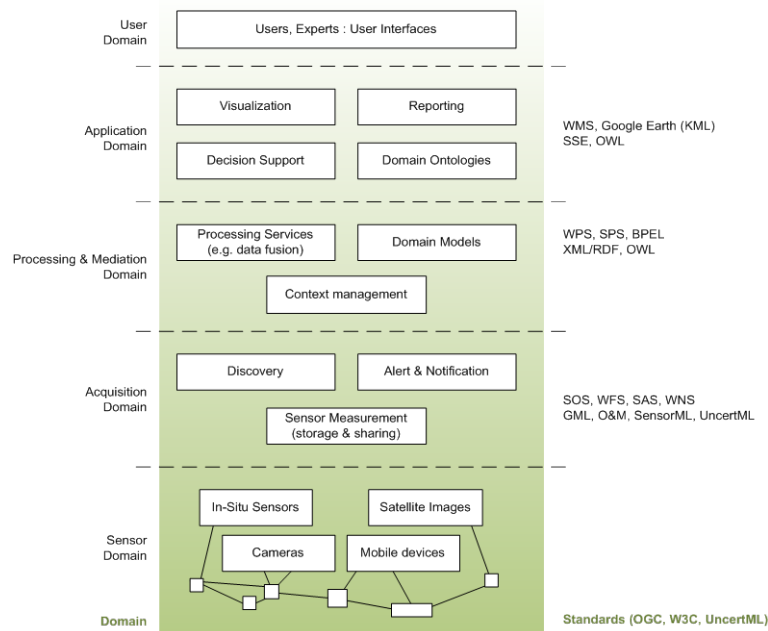 User
Domain
Users, Experts : User Interfaces
Application
Domain
Visualization
Reporting
Decision Support
Domain Ontologies
WMS, Google Earth (KML)
SSE, OWL
Processing & Mediation
Domain
Processing Services
(e.g. data fusion)
Domain Models
Context management
WPS, SPS, BPEL
XML/RDF, OWL
Acquisition
Domain
Discovery
Alert & Notification
Sensor Measurement
(storage & sharing)
SOS, WFS, SAS, WNS
GML, O&M, SensorML, UncertML
Sensor
Domain
In-Situ Sensors
Satellite Images
Cameras
Mobile devices
Domain
Standards (OGC, W3C, UncertML)